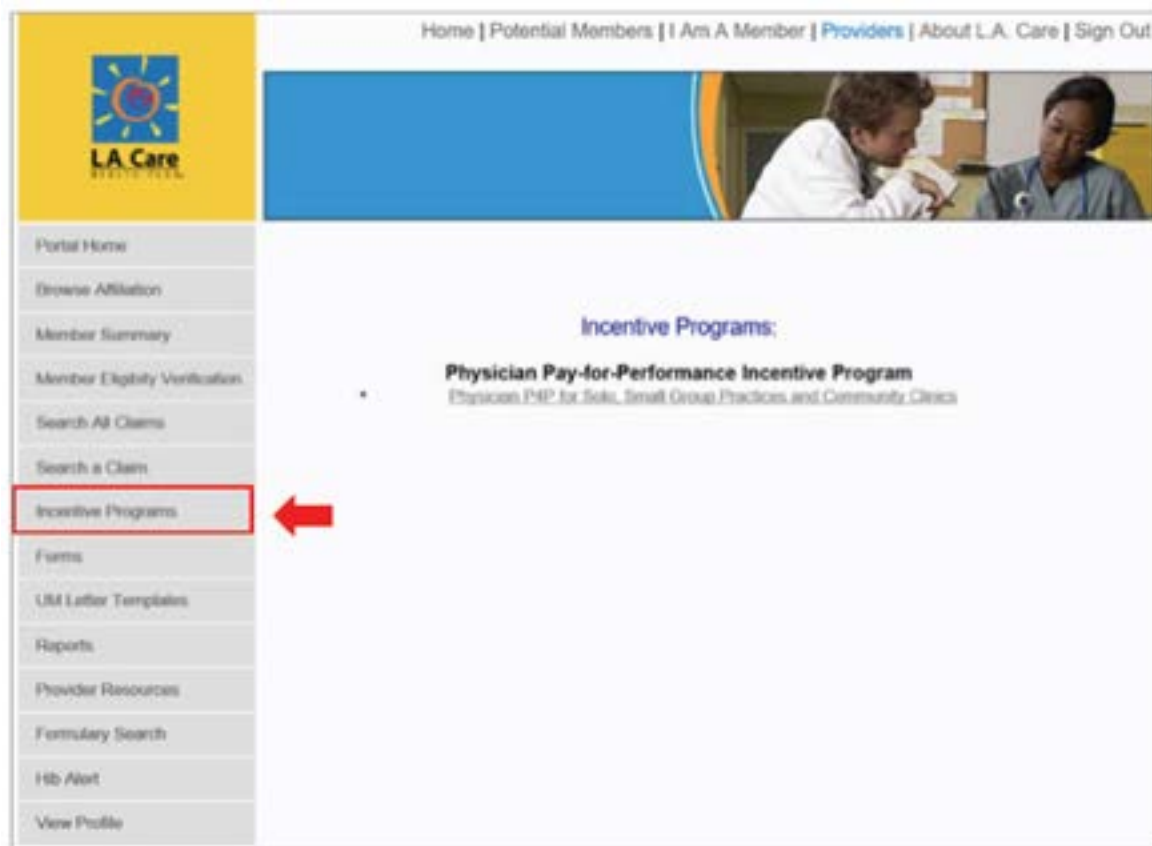 Home | Potential Members | I Am A Member | Providers | About L.A. Care | Sign Out
L.A. Care
HEALTH PLAN
Portal Home
Browse Affiliation
Member Summary
Member Eligibity Verification
Search All Claims
Search a Claim
Incentive Programs
Forms
UM Letter Templates
Reports
Provider Resources
Formulary Search
Hib Alert
View Profile
Incentive Programs:
Physician Pay-for-Performance Incentive Program
• Physician P4P for Solo, Small Group Practices and Community Clinics